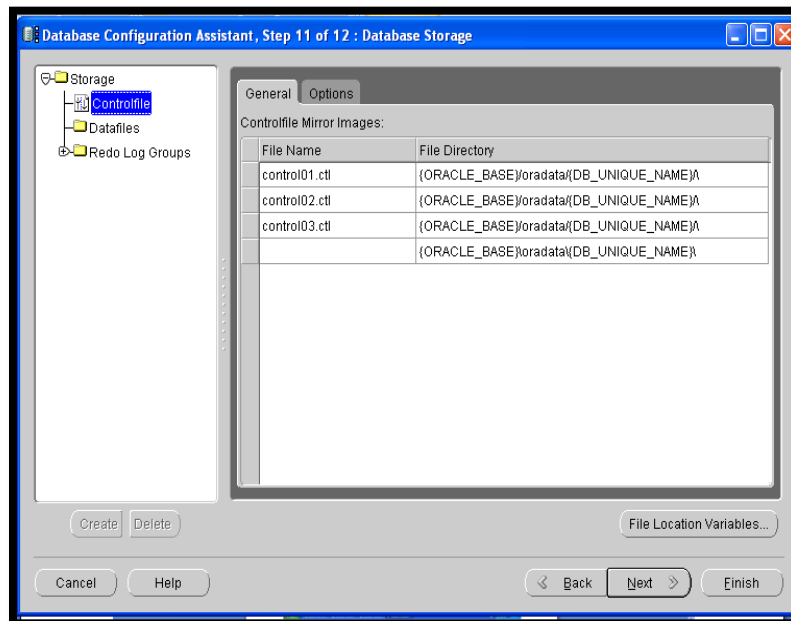 Database Configuration Assistant, Step 11 of 12 : Database Storage
Storage
Controlfile
Datafiles
Redo Log Groups
General Options
Controlfile Mirror Images:
File Name File Directory
control01.ctl {ORACLE_BASE}/oradata/{DB_UNIQUE_NAME}/\
control02.ctl {ORACLE_BASE}/oradata/{DB_UNIQUE_NAME}/\
control03.ctl {ORACLE_BASE}/oradata/{DB_UNIQUE_NAME}/\
{ORACLE_BASE}\oradata\{DB_UNIQUE_NAME}\
Create Delete
File Location Variables...
Cancel Help Back Next Finish